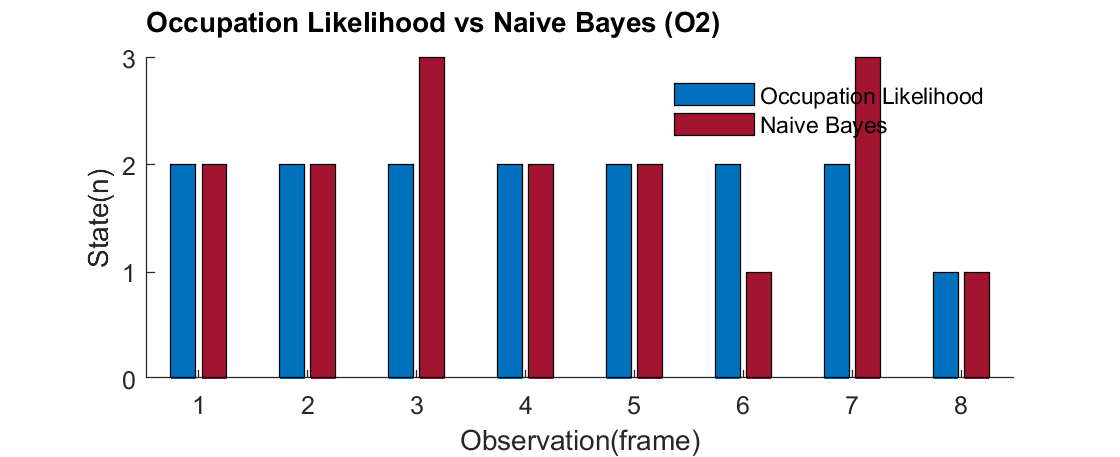 Occupation Likelihood vs Naive Bayes (O2)
3
2
1
0
State(n)
Occupation Likelihood
Naive Bayes
1 2 3 4 5 6 7 8
Observation(frame)